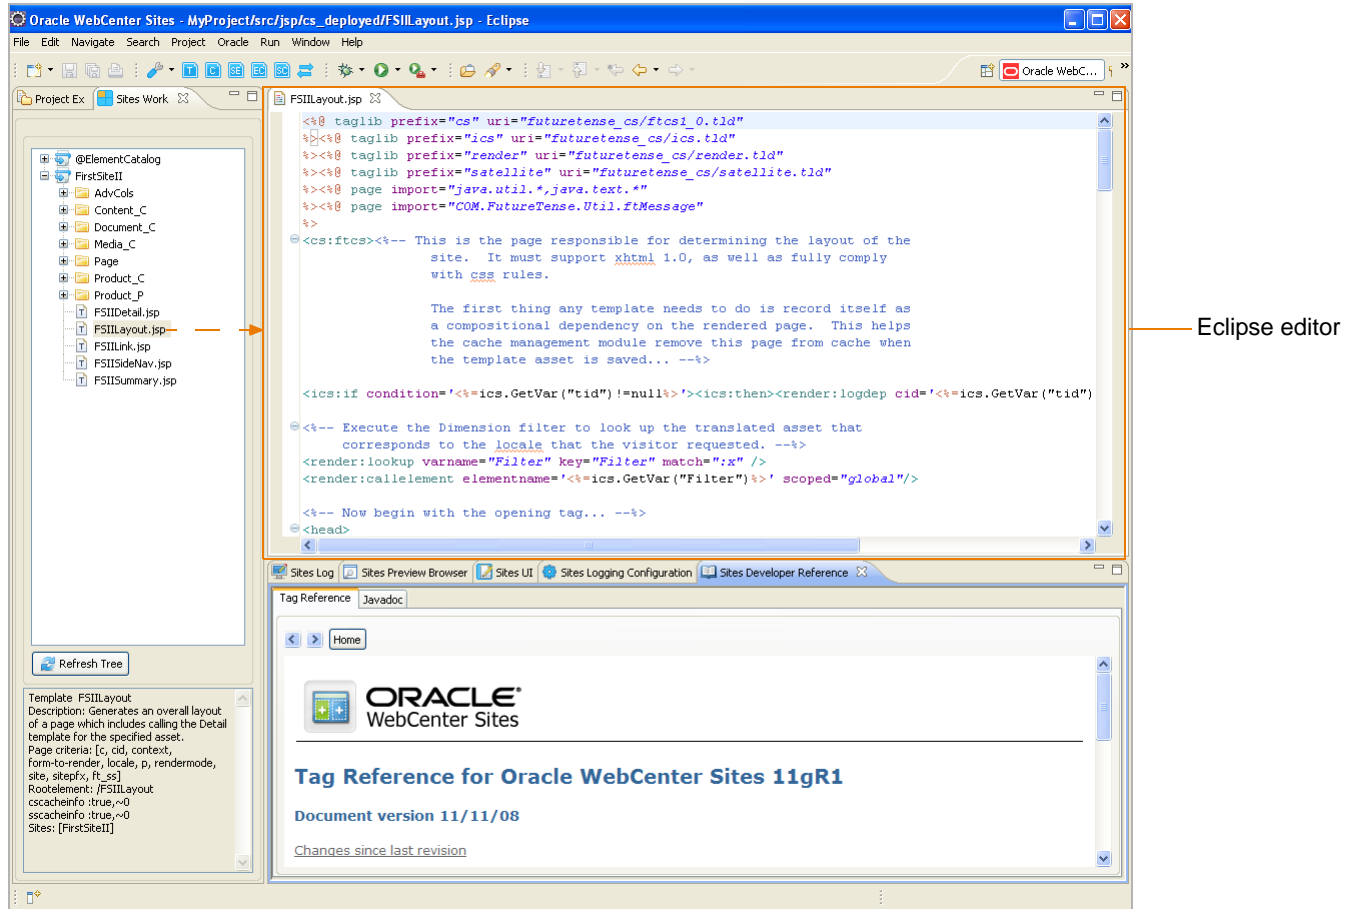 Oracle WebCenter Sites - MyProject/src/jsp/cs_deployed/FSIILayout.jsp - Eclipse
File Edit Navigate Search Project Oracle Run Window Help
T C SE EC SC
Oracle WebC...
Project Ex
Sites Work
@ElementCatalog
FirstSiteII
AdvCols
Content_C
Document_C
Media_C
Page
Product_C
Product_P
FSIIDetail.jsp
FSIILayout.jsp
FSIILink.jsp
FSIISideNav.jsp
FSIISummary.jsp
Refresh Tree
Template FSIILayout
Description: Generates an overall layout
of a page which includes calling the Detail
template for the specified asset.
Page criteria: [c, cid, context,
form-to-render, locale, p, rendermode,
site, sitepfx, ft_ss]
Rootelement: /FSIILayout
cscacheinfo :true,~0
sscacheinfo :true,~0
Sites: [FirstSiteII]
FSIILayout.jsp
<%@ taglib prefix="cs" uri="futuretense_cs/ftcs1_0.tld"
%><%@ taglib prefix="ics" uri="futuretense_cs/ics.tld"
%><%@ taglib prefix="render" uri="futuretense_cs/render.tld"
%><%@ taglib prefix="satellite" uri="futuretense_cs/satellite.tld"
%><%@ page import="java.util.*,java.text.*"
%><%@ page import="COM.FutureTense.Util.ftMessage"
%>
<cs:ftcs><%-- This is the page responsible for determining the layout of the
site. It must support xhtml 1.0, as well as fully comply
with css rules.
The first thing any template needs to do is record itself as
a compositional dependency on the rendered page. This helps
the cache management module remove this page from cache when
the template asset is saved... --%>
<ics:if condition='<%=ics.GetVar("tid")!=null%>'><ics:then><render:logdep cid='<%=ics.GetVar("tid")
<%-- Execute the Dimension filter to look up the translated asset that
corresponds to the locale that the visitor requested. --%>
<render:lookup varname="Filter" key="Filter" match=":x" />
<render:callelement elementname='<%=ics.GetVar("Filter")%>' scoped="global"/>
<%-- Now begin with the opening tag... --%>
<head>
Eclipse editor
Sites Log
Sites Preview Browser
Sites UI
Sites Logging Configuration
Sites Developer Reference
Tag Reference
Javadoc
Home
ORACLE
WebCenter Sites
Tag Reference for Oracle WebCenter Sites 11gR1
Document version 11/11/08
Changes since last revision